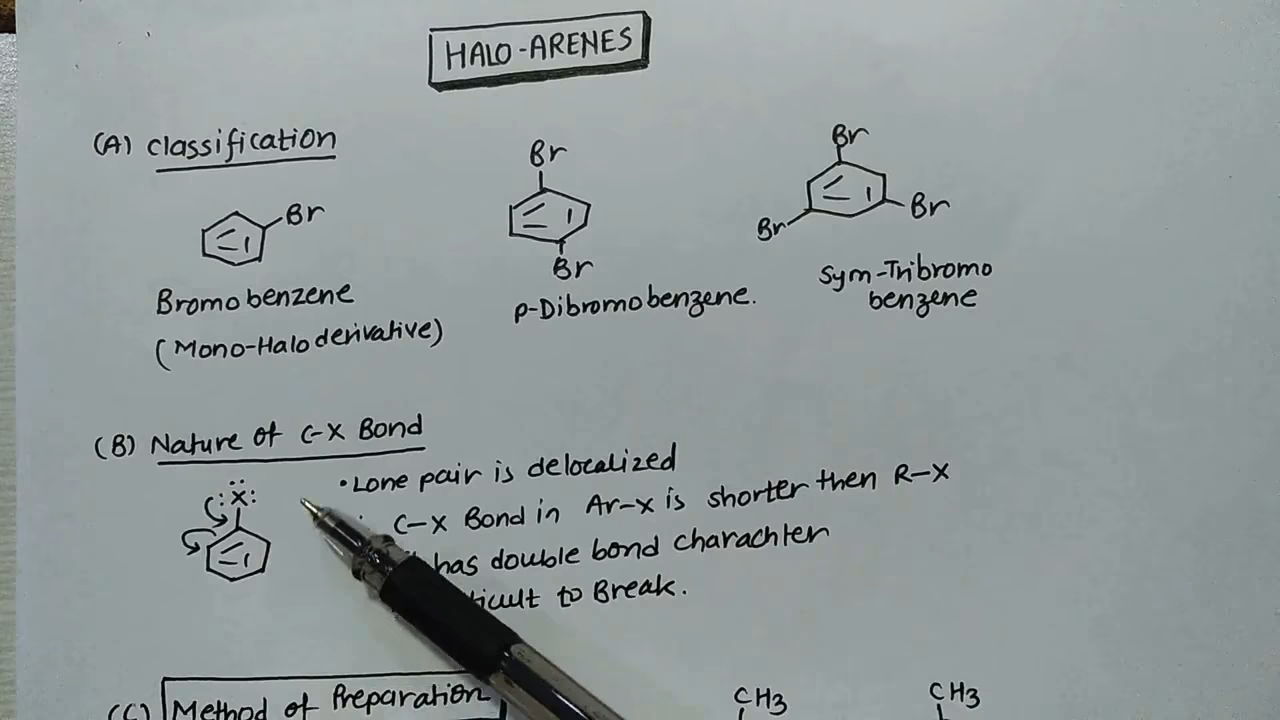 HALO-ARENES
(A) Classification
Br
Br
Br
Br
Br
Br
Bromobenzene
(Mono-Haloderivative)
p-Dibromobenzene.
Sym-Tribromo
benzene
(B) Nature of C-X Bond
:X:
• Lone pair is delocalized
C-X Bond in Ar-X is shorter then R-X
has double bond charachter
to Break.
(C) Method of Preparation
CH3
CH3